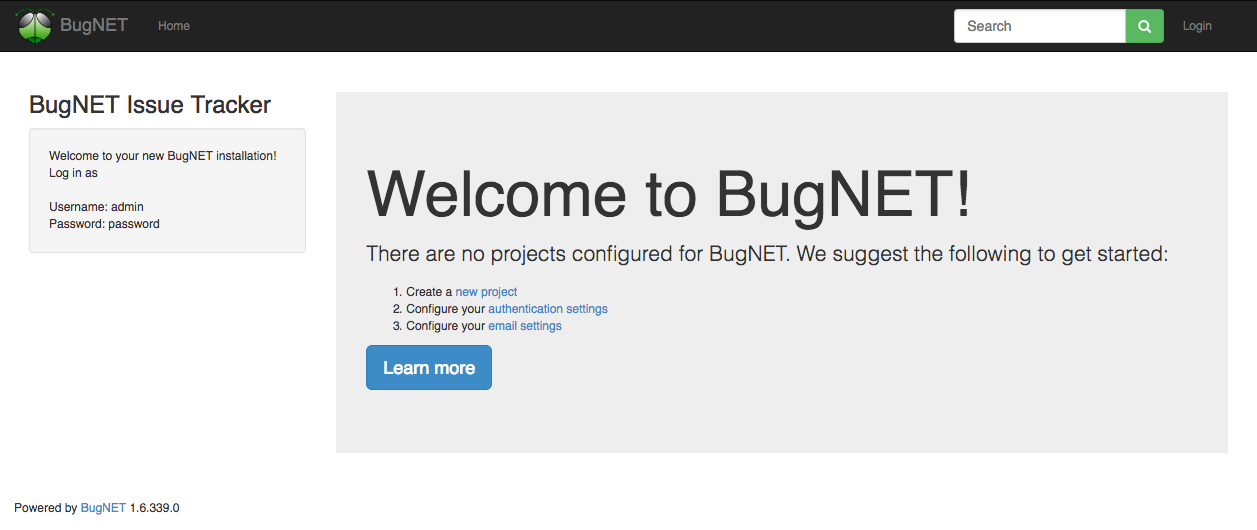 BugNET Home Search Login
BugNET Issue Tracker
Welcome to your new BugNET installation!
Log in as
Username: admin
Password: password
Welcome to BugNET!
There are no projects configured for BugNET. We suggest the following to get started:
1. Create a new project
2. Configure your authentication settings
3. Configure your email settings
Learn more
Powered by BugNET 1.6.339.0